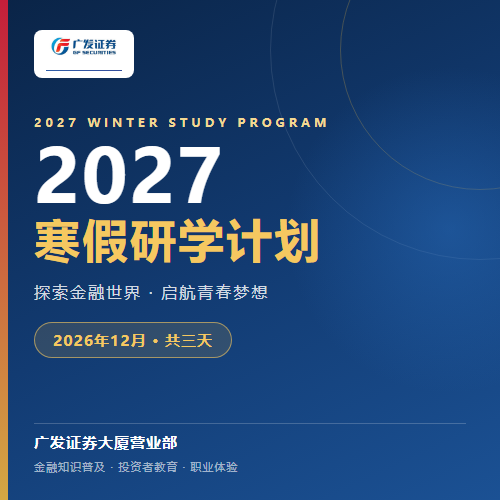 广发证券
GF SECURITIES
2027 WINTER STUDY PROGRAM
2027
寒假研学计划
探索金融世界 · 启航青春梦想
2026年12月 • 共三天
广发证券大厦营业部
金融知识普及 · 投资者教育 · 职业体验